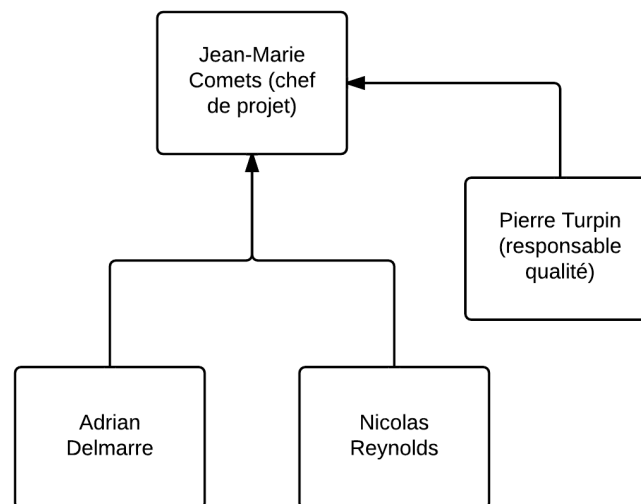 Jean-Marie
Comets (chef
de projet)
Pierre Turpin
(responsable
qualité)
Adrian
Delmarre
Nicolas
Reynolds